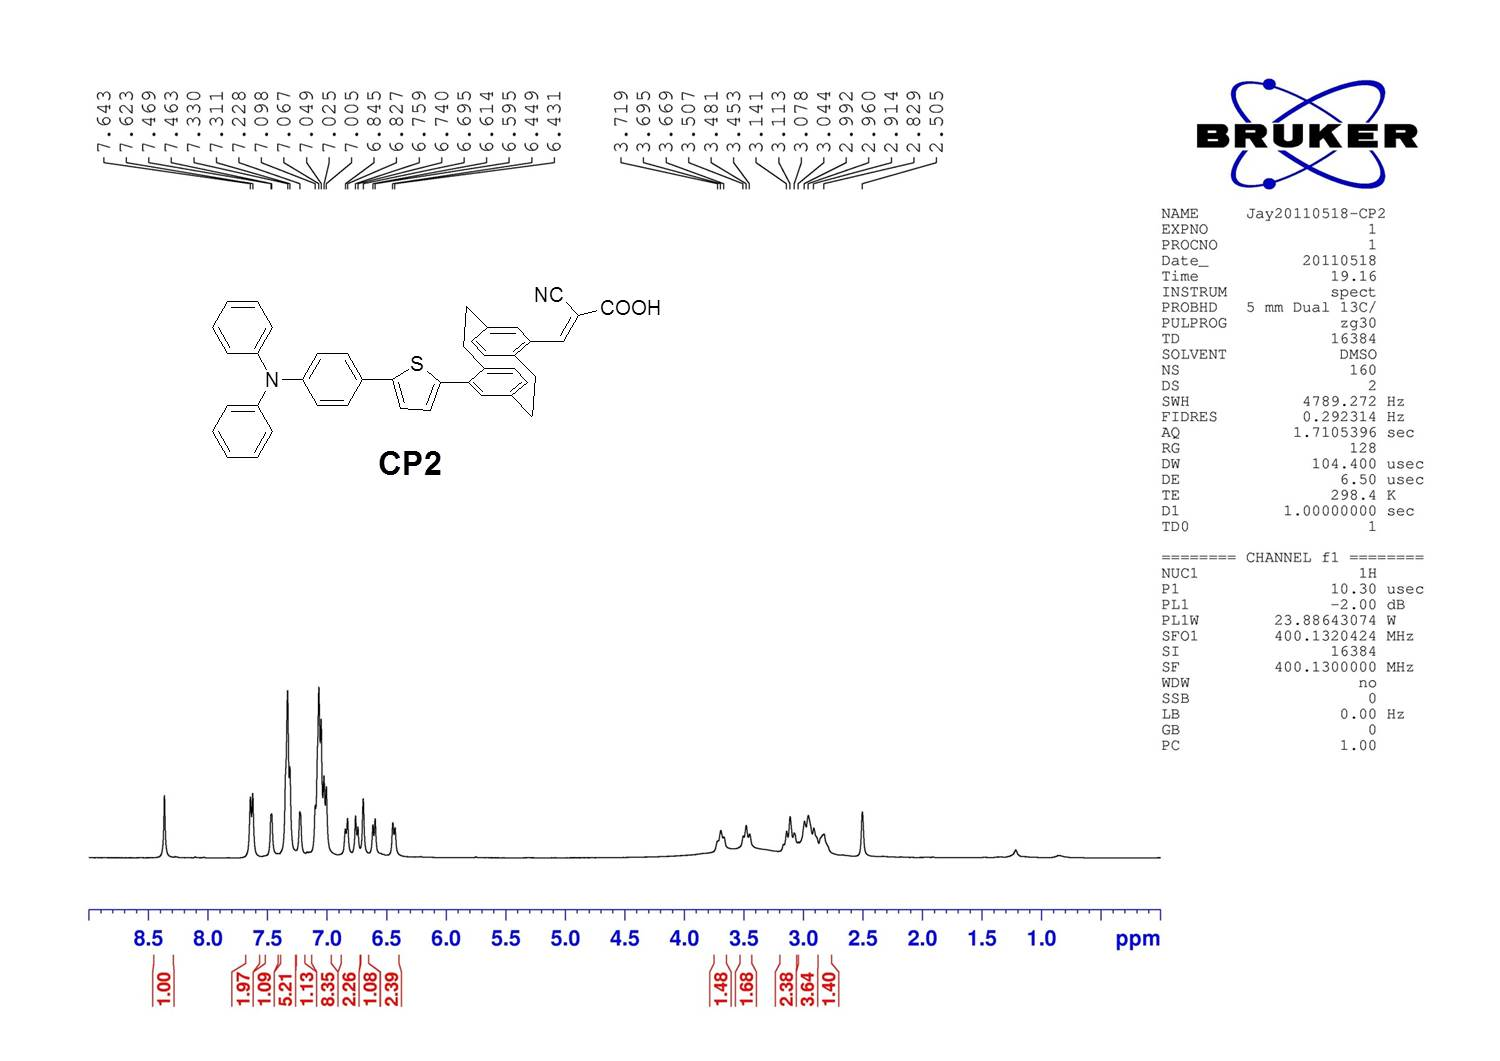 7.643
7.623
7.469
7.463
7.330
7.311
7.228
7.098
7.067
7.049
7.025
7.005
6.845
6.827
6.759
6.740
6.695
6.614
6.595
6.449
6.431
3.719
3.695
3.669
3.507
3.481
3.453
3.141
3.113
3.078
3.044
2.992
2.960
2.914
2.829
2.505
BRUKER
NAME Jay20110518-CP2
EXPNO 1
PROCNO 1
Date_ 20110518
Time 19.16
INSTRUM spect
PROBHD 5 mm Dual 13C/
PULPROG zg30
TD 16384
SOLVENT DMSO
NS 160
DS 2
SWH 4789.272 Hz
FIDRES 0.292314 Hz
AQ 1.7105396 sec
RG 128
DW 104.400 usec
DE 6.50 usec
TE 298.4 K
D1 1.00000000 sec
TD0 1
======== CHANNEL f1 ========
NUC1 1H
P1 10.30 usec
PL1 -2.00 dB
PL1W 23.88643074 W
SFO1 400.1320424 MHz
SI 16384
SF 400.1300000 MHz
WDW no
SSB 0
LB 0.00 Hz
GB 0
PC 1.00
NC
COOH
S
N
CP2
8.5 8.0 7.5 7.0 6.5 6.0 5.5 5.0 4.5 4.0 3.5 3.0 2.5 2.0 1.5 1.0 ppm
1.00
1.97
1.09
5.21
1.13
8.35
2.26
1.08
2.39
1.48
1.68
2.38
3.64
1.40